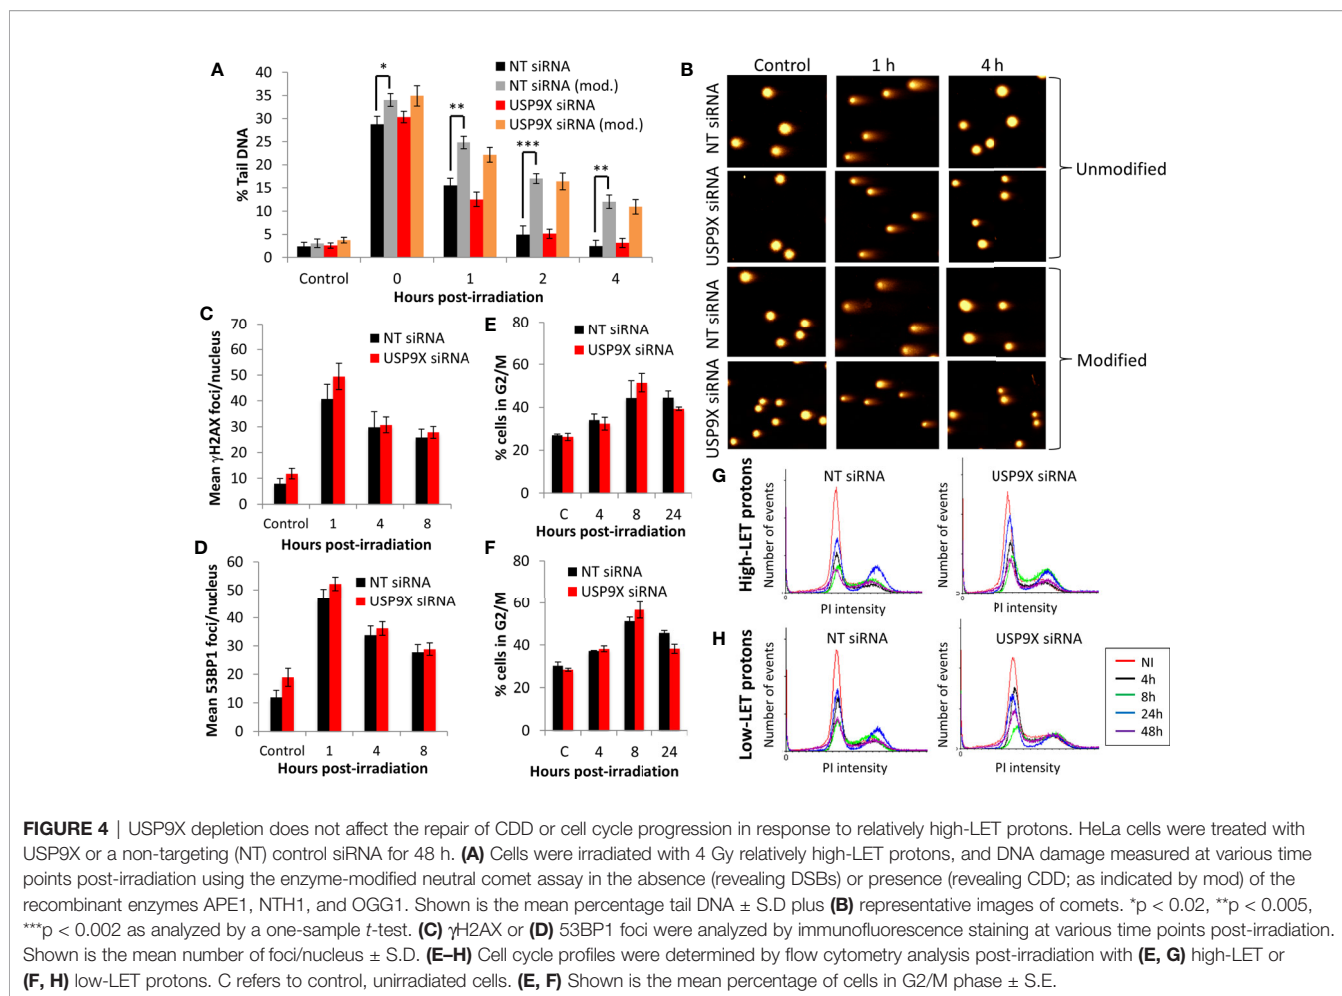 A
40
35
30
25
20
15
10
5
0
% Tail DNA
*
**
***
**
NT siRNA
NT siRNA (mod.)
USP9X siRNA
USP9X siRNA (mod.)
Control 0 1 2 4
Hours post-irradiation
B
Control 1 h 4 h
NT siRNA
USP9X siRNA
NT siRNA
USP9X siRNA
Unmodified
Modified
C
70
60
50
40
30
20
10
0
Mean γH2AX foci/nucleus
NT siRNA
USP9X siRNA
Control 1 4 8
Hours post-irradiation
D
60
50
40
30
20
10
0
Mean 53BP1 foci/nucleus
NT siRNA
USP9X siRNA
Control 1 4 8
Hours post-irradiation
E
80
60
40
20
0
% cells in G2/M
NT siRNA
USP9X siRNA
C 4 8 24
Hours post-irradiation
F
80
60
40
20
0
% cells in G2/M
NT siRNA
USP9X siRNA
C 4 8 24
Hours post-irradiation
G
High-LET protons
NT siRNA
Number of events
0
PI intensity
USP9X siRNA
Number of events
0
PI intensity
H
Low-LET protons
NT siRNA
Number of events
0
PI intensity
USP9X siRNA
Number of events
0
PI intensity
NI
4h
8h
24h
48h
FIGURE 4 | USP9X depletion does not affect the repair of CDD or cell cycle progression in response to relatively high-LET protons. HeLa cells were treated with
USP9X or a non-targeting (NT) control siRNA for 48 h. (A) Cells were irradiated with 4 Gy relatively high-LET protons, and DNA damage measured at various time
points post-irradiation using the enzyme-modified neutral comet assay in the absence (revealing DSBs) or presence (revealing CDD; as indicated by mod) of the
recombinant enzymes APE1, NTH1, and OGG1. Shown is the mean percentage tail DNA ± S.D plus (B) representative images of comets. *p < 0.02, **p < 0.005,
***p < 0.002 as analyzed by a one-sample t-test. (C) γH2AX or (D) 53BP1 foci were analyzed by immunofluorescence staining at various time points post-irradiation.
Shown is the mean number of foci/nucleus ± S.D. (E–H) Cell cycle profiles were determined by flow cytometry analysis post-irradiation with (E, G) high-LET or
(F, H) low-LET protons. C refers to control, unirradiated cells. (E, F) Shown is the mean percentage of cells in G2/M phase ± S.E.